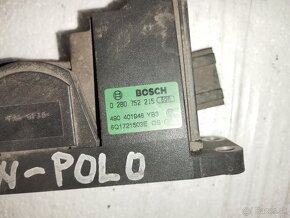 BOSCH
0 280 752 215
490 401946 YB3
6Q1721503E
N-POLO